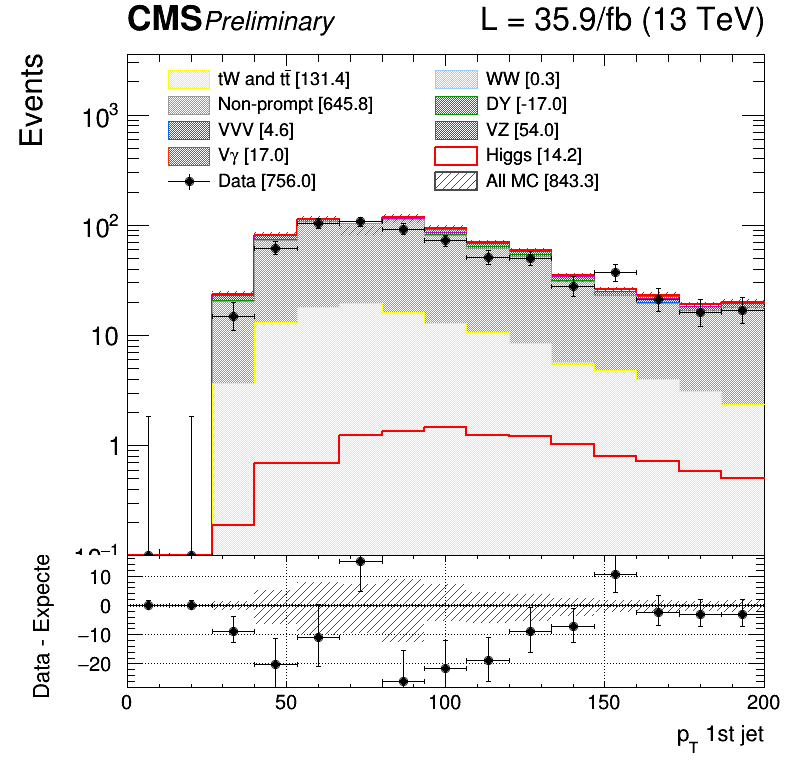 CMS Preliminary L = 35.9/fb (13 TeV)
Events
tW and tt̄ [131.4] WW [0.3]
Non-prompt [645.8] DY [-17.0]
VVV [4.6] VZ [54.0]
Vγ [17.0] Higgs [14.2]
Data [756.0] All MC [843.3]
10³
10²
10
1
10⁻¹
Data - Expecte
10
0
−10
−20
0 50 100 150 200
p_T 1st jet